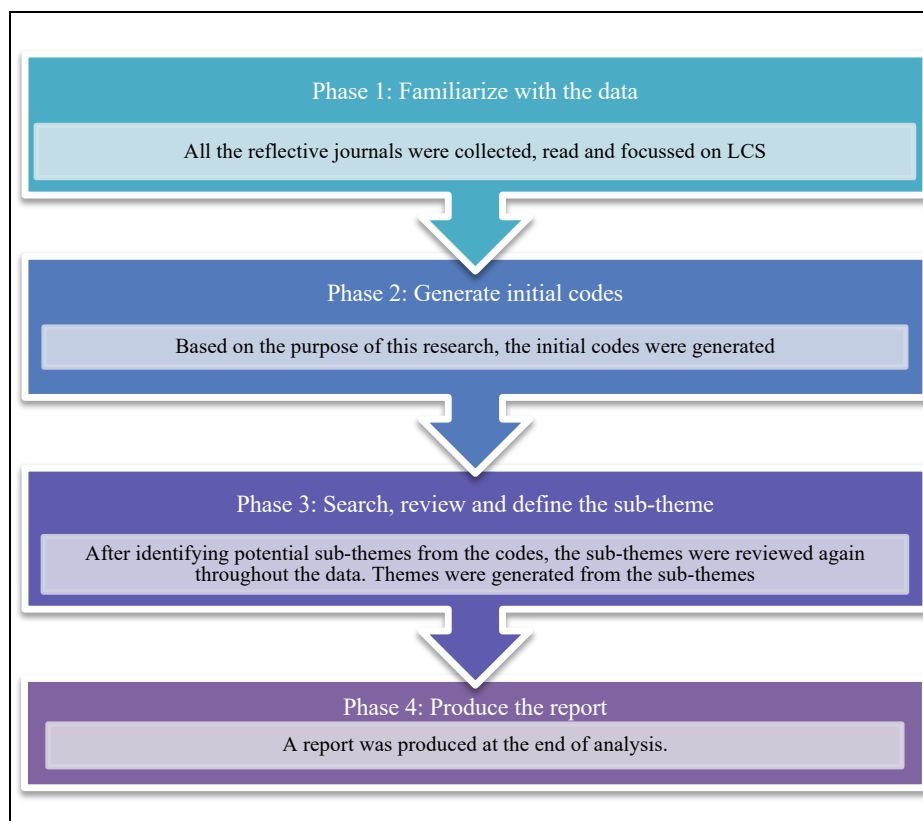 Phase 1: Familiarize with the data
All the reflective journals were collected, read and focussed on LCS
Phase 2: Generate initial codes
Based on the purpose of this research, the initial codes were generated
Phase 3: Search, review and define the sub-theme
After identifying potential sub-themes from the codes, the sub-themes were reviewed again
throughout the data. Themes were generated from the sub-themes
Phase 4: Produce the report
A report was produced at the end of analysis.